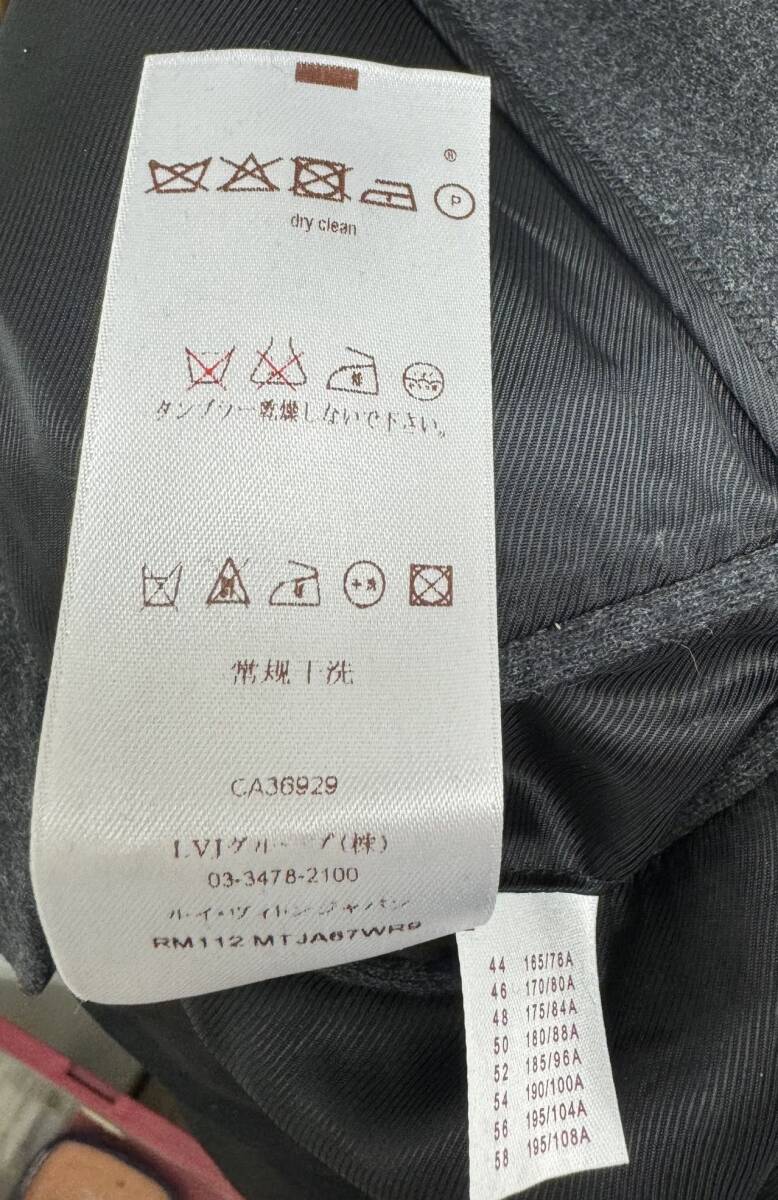 ®
P
dry clean
タンブラー乾燥しないで下さい。
常规干洗
CA36929
LVJグループ(株)
03-3478-2100
ルイ・ヴィトンジャパン
RM112 MTJA67WR9
44 165/76A
46 170/80A
48 175/84A
50 180/88A
52 185/96A
54 190/100A
56 195/104A
58 195/108A